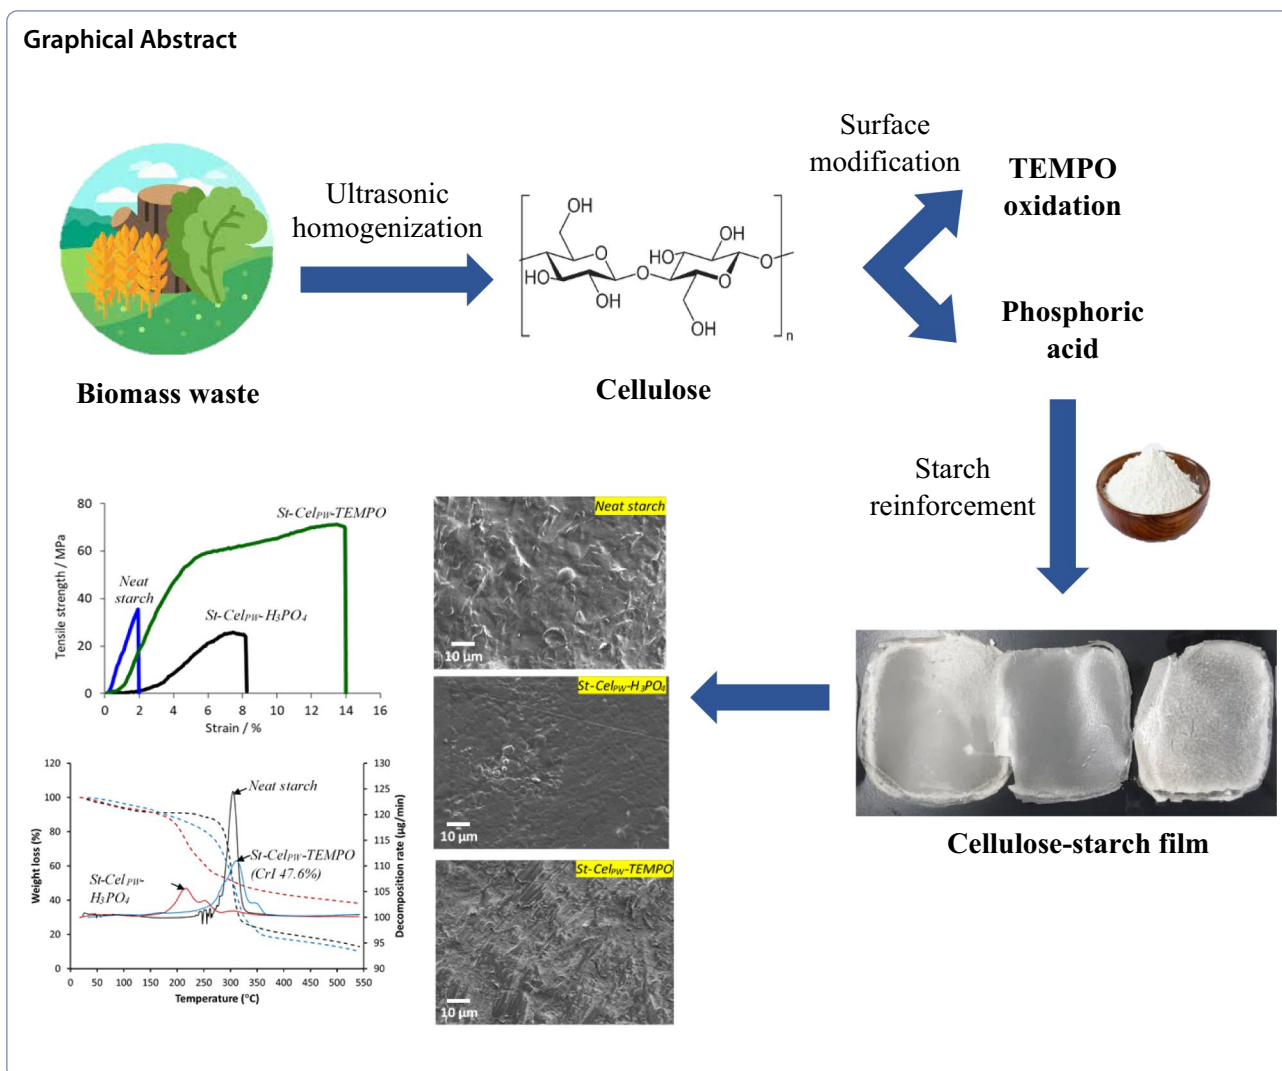 Graphical Abstract
Ultrasonic
homogenization
Surface
modification
TEMPO
oxidation
OH
O
HO
OH
O
OH
HO
O
OH
O
n
Phosphoric
acid
Biomass waste
Cellulose
Starch
reinforcement
80
60
40
20
0
0 2 4 6 8 10 12 14 16
Tensile strength / MPa
Strain / %
Neat
starch
St-CelPW-TEMPO
St-CelPW-H3PO4
Neat starch
10 µm
St-CelPW-H3PO4
10 µm
St-CelPW-TEMPO
10 µm
Cellulose-starch film
120
100
80
60
40
20
0
Weight loss (%)
130
125
120
115
110
105
100
95
90
Decomposition rate (µg/min)
0 50 100 150 200 250 300 350 400 450 500 550
Temperature (°C)
Neat starch
St-CelPW-TEMPO
(CrI 47.6%)
St-CelPW-
H3PO4